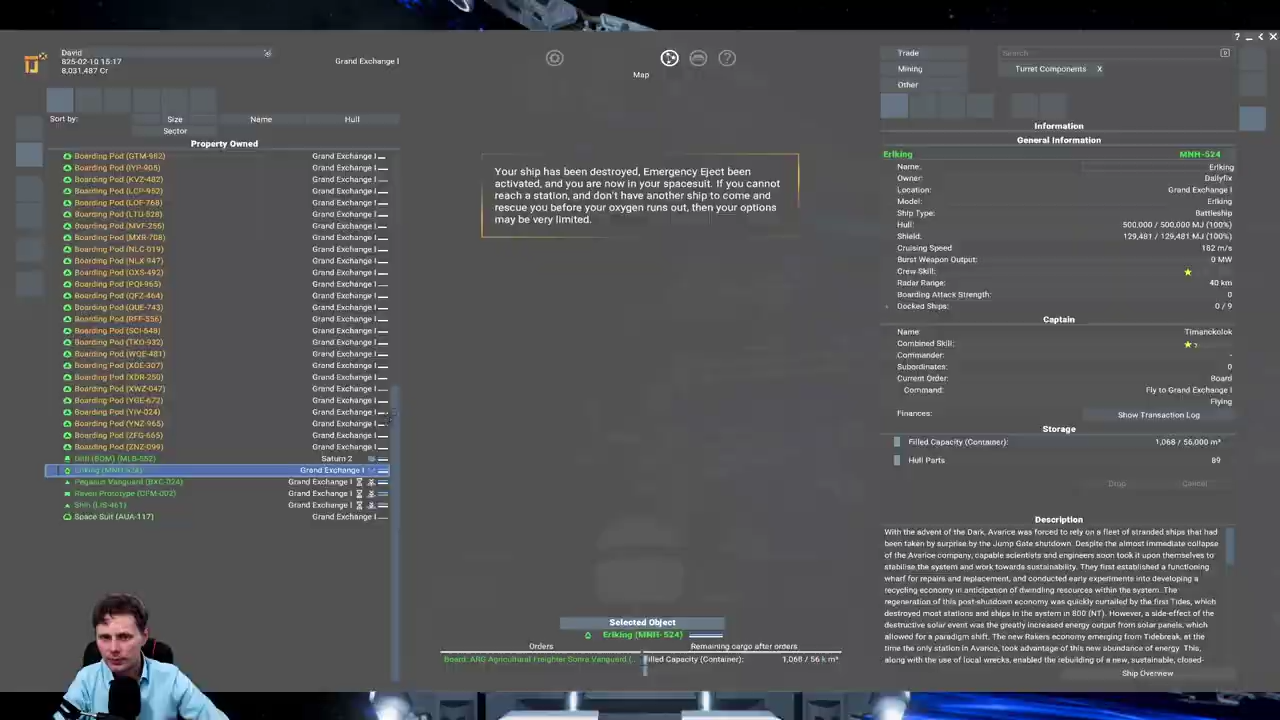 David
825-02-10 15:17
8,031,487 Cr
Grand Exchange I
Map
Sort by:
Size
Name
Hull
Sector
Property Owned
Boarding Pod (GTM-982) Grand Exchange I
Boarding Pod (IYP-905) Grand Exchange I
Boarding Pod (KVZ-482) Grand Exchange I
Boarding Pod (LCP-952) Grand Exchange I
Boarding Pod (LOF-768) Grand Exchange I
Boarding Pod (LTU-528) Grand Exchange I
Boarding Pod (MVF-255) Grand Exchange I
Boarding Pod (MXR-708) Grand Exchange I
Boarding Pod (NLC-019) Grand Exchange I
Boarding Pod (NLX-947) Grand Exchange I
Boarding Pod (OXS-492) Grand Exchange I
Boarding Pod (PQI-965) Grand Exchange I
Boarding Pod (QFZ-464) Grand Exchange I
Boarding Pod (QUE-743) Grand Exchange I
Boarding Pod (RFF-556) Grand Exchange I
Boarding Pod (SCI-548) Grand Exchange I
Boarding Pod (TKO-932) Grand Exchange I
Boarding Pod (WQE-481) Grand Exchange I
Boarding Pod (XDE-307) Grand Exchange I
Boarding Pod (XDR-250) Grand Exchange I
Boarding Pod (XWZ-047) Grand Exchange I
Boarding Pod (YGE-672) Grand Exchange I
Boarding Pod (YIV-024) Grand Exchange I
Boarding Pod (YNZ-965) Grand Exchange I
Boarding Pod (ZFG-665) Grand Exchange I
Boarding Pod (ZNZ-099) Grand Exchange I
Drill (BOM) (MLG-552) Saturn 2
Erlking (MNH-524) Grand Exchange I
Pegasus Vanguard (BXC-024) Grand Exchange I
Raven Prototype (CFM-002) Grand Exchange I
Shih (LIS-461) Grand Exchange I
Space Suit (AUA-117) Grand Exchange I
Your ship has been destroyed, Emergency Eject been
activated, and you are now in your spacesuit. If you cannot
reach a station, and don't have another ship to come and
rescue you before your oxygen runs out, then your options
may be very limited.
Selected Object
Erlking (MNH-524)
Orders
Remaining cargo after orders
Board: ARG Agricultural Freighter Sonra Vanguard (...
Filled Capacity (Container): 1,068 / 56 k m³
? 
Trade
Mining
Other
Search
Turret Components X
Information
General Information
Erlking MNH-524
Name: Erlking
Owner: Dallyfix
Location: Grand Exchange I
Model: Erlking
Ship Type: Battleship
Hull: 500,000 / 500,000 MJ (100%)
Shield: 129,481 / 129,481 MJ (100%)
Cruising Speed 162 m/s
Burst Weapon Output: 0 MW
Crew Skill:
Radar Range: 40 km
Boarding Attack Strength: 0
Docked Ships: 0 / 9
Captain
Name: Timanckolok
Combined Skill:
Commander: -
Subordinates: 0
Current Order: Board
Command: Fly to Grand Exchange I
Flying
Finances: Show Transaction Log
Storage
Filled Capacity (Container): 1,068 / 56,000 m³
Hull Parts 89
Drop Cancel
Description
With the advent of the Dark, Avarice was forced to rely on a fleet of stranded ships that had
been taken by surprise by the Jump Gate shutdown. Despite the almost immediate collapse
of the Avarice company, capable scientists and engineers soon took it upon themselves to
stabilise the system and work towards sustainability. They first established a functioning
wharf for repairs and replacement, and conducted early experiments into developing a
recycling economy in anticipation of dwindling resources within the system. The
regeneration of this post-shutdown economy was quickly curtailed by the first Tides, which
destroyed most stations and ships in the system in 800 (NT). However, a side-effect of the
destructive solar event was the greatly increased energy output from solar panels, which
allowed for a paradigm shift. The new Rakers economy emerging from Tidebreak, at the
time the only station in Avarice, took advantage of this new abundance of energy. This,
along with the use of local wrecks, enabled the rebuilding of a new, sustainable, closed-
Ship Overview